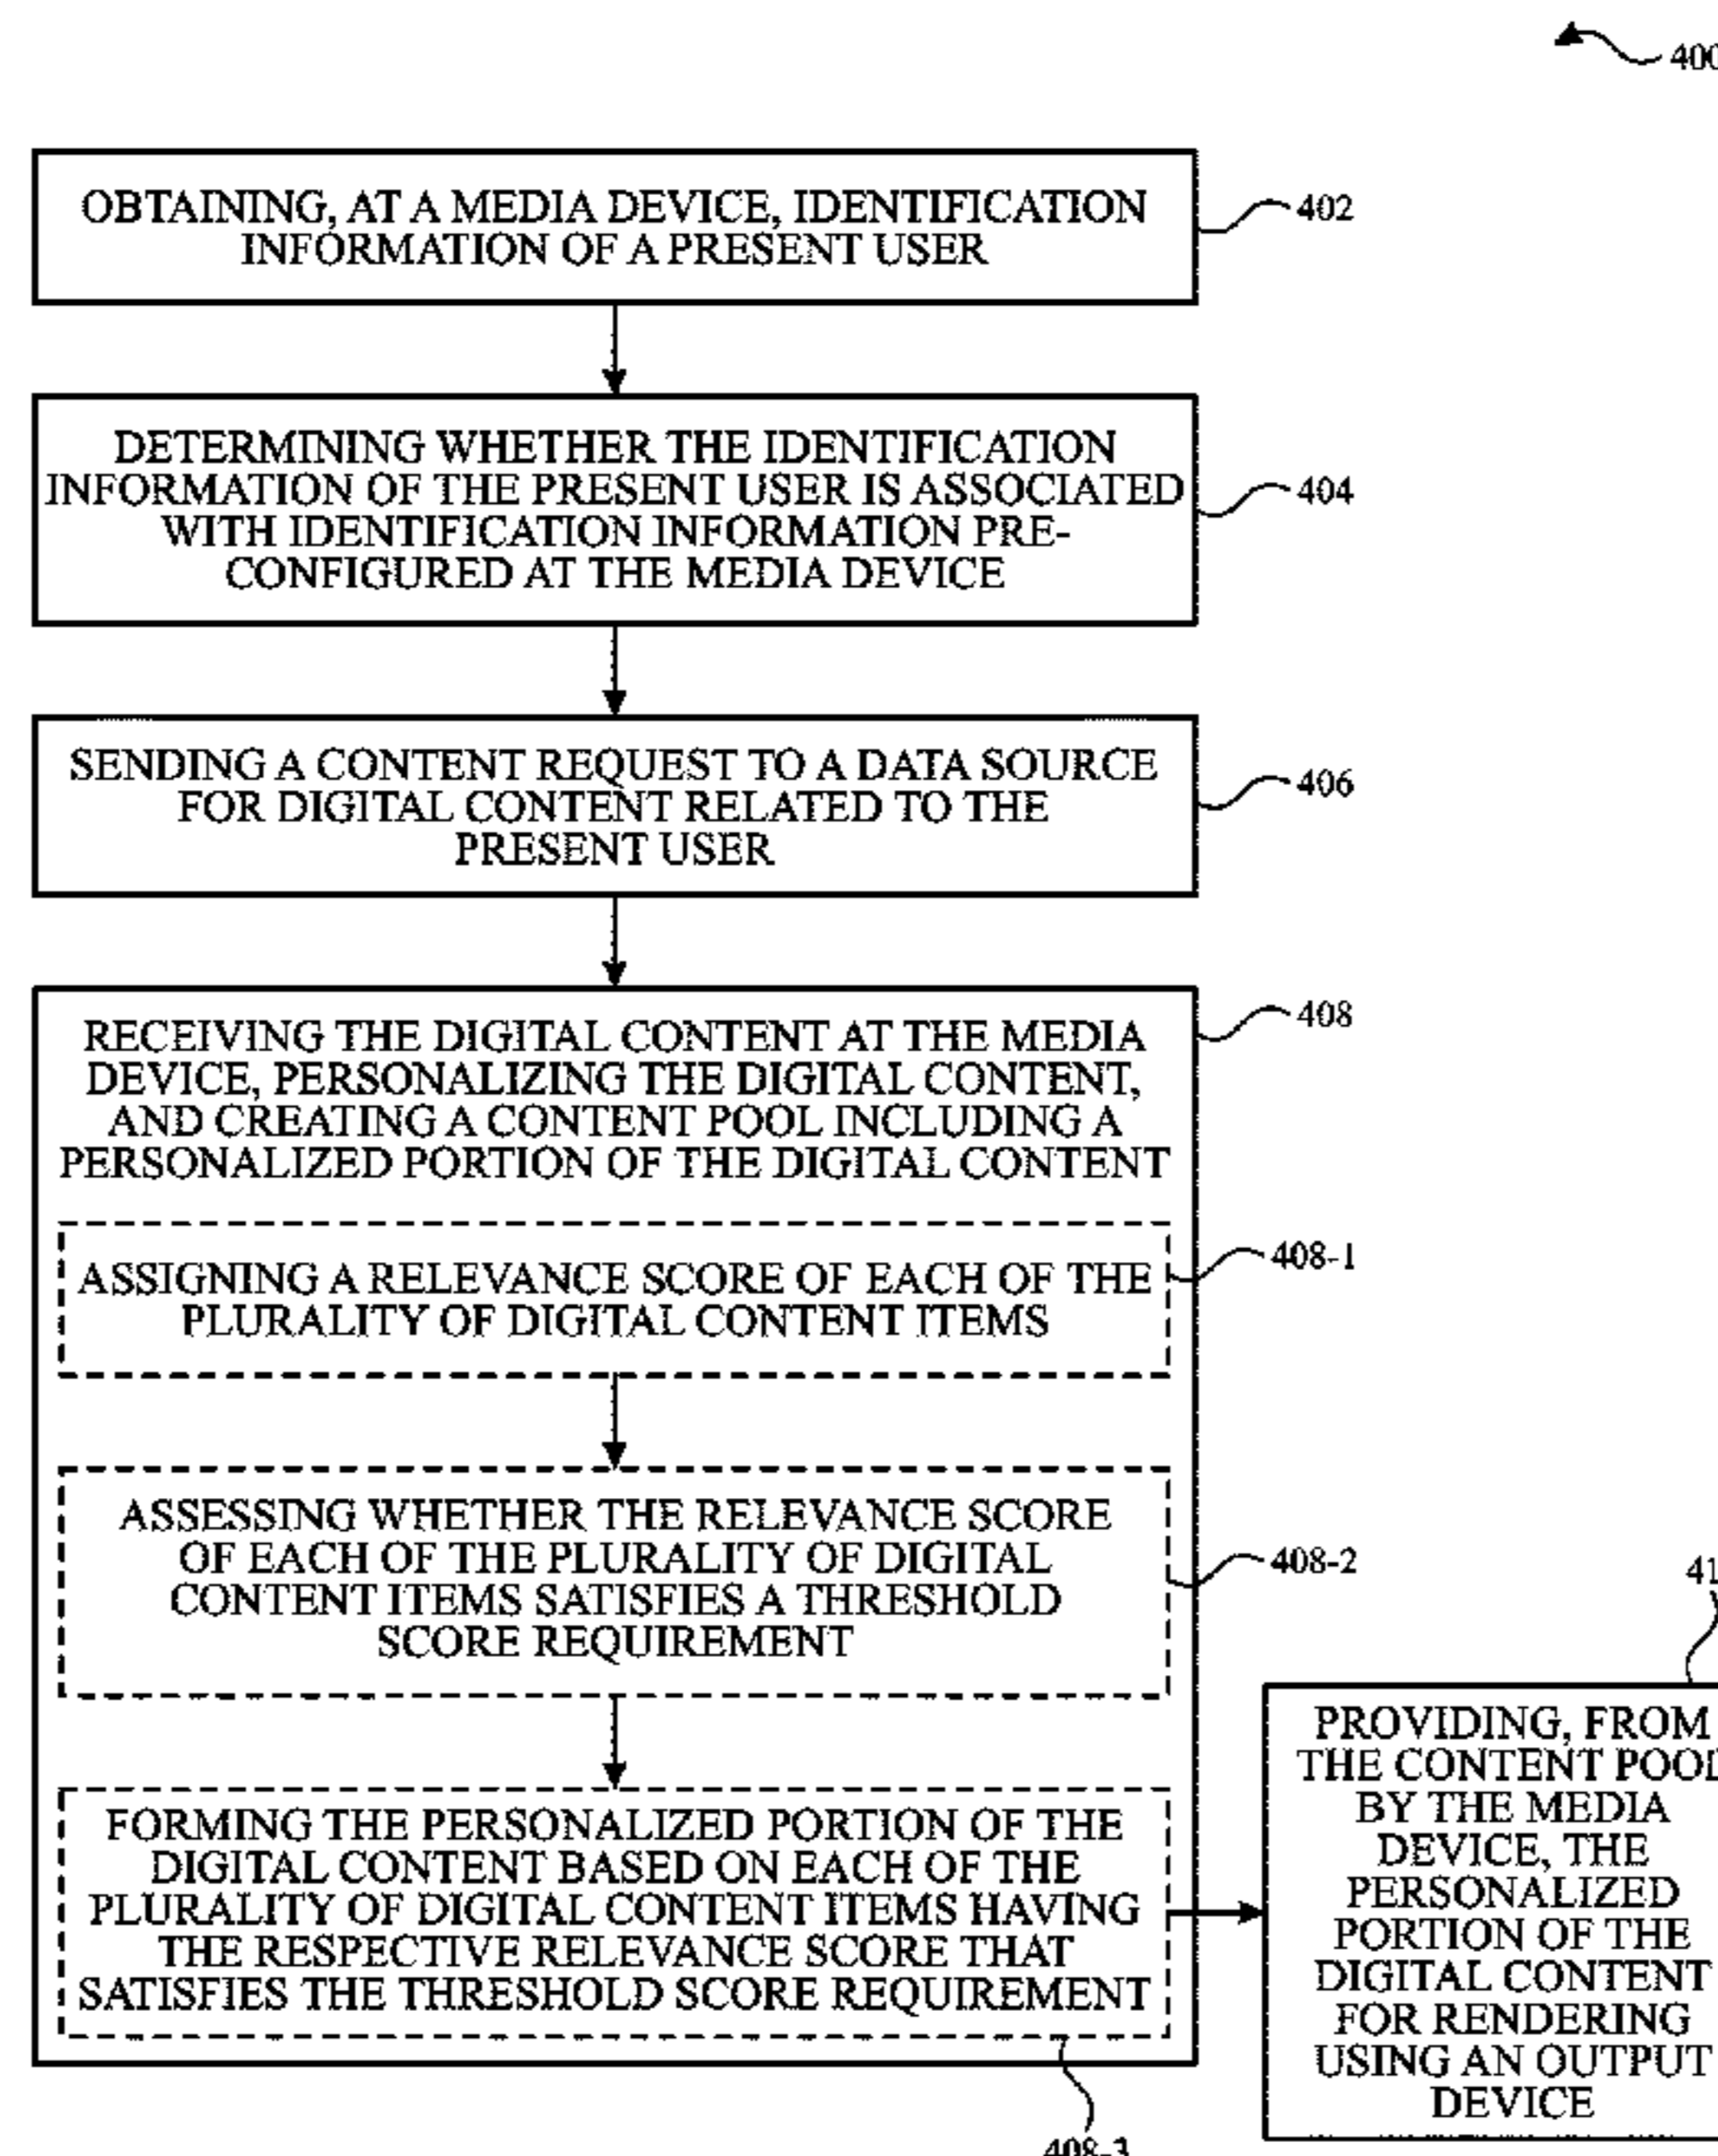 400
OBTAINING, AT A MEDIA DEVICE, IDENTIFICATION
INFORMATION OF A PRESENT USER
402
DETERMINING WHETHER THE IDENTIFICATION
INFORMATION OF THE PRESENT USER IS ASSOCIATED
WITH IDENTIFICATION INFORMATION PRE-
CONFIGURED AT THE MEDIA DEVICE
404
SENDING A CONTENT REQUEST TO A DATA SOURCE
FOR DIGITAL CONTENT RELATED TO THE
PRESENT USER
406
RECEIVING THE DIGITAL CONTENT AT THE MEDIA
DEVICE, PERSONALIZING THE DIGITAL CONTENT,
AND CREATING A CONTENT POOL INCLUDING A
PERSONALIZED PORTION OF THE DIGITAL CONTENT
408
ASSIGNING A RELEVANCE SCORE OF EACH OF THE
PLURALITY OF DIGITAL CONTENT ITEMS
408-1
ASSESSING WHETHER THE RELEVANCE SCORE
OF EACH OF THE PLURALITY OF DIGITAL
CONTENT ITEMS SATISFIES A THRESHOLD
SCORE REQUIREMENT
408-2
FORMING THE PERSONALIZED PORTION OF THE
DIGITAL CONTENT BASED ON EACH OF THE
PLURALITY OF DIGITAL CONTENT ITEMS HAVING
THE RESPECTIVE RELEVANCE SCORE THAT
SATISFIES THE THRESHOLD SCORE REQUIREMENT
408-3
PROVIDING, FROM
THE CONTENT POOL
BY THE MEDIA
DEVICE, THE
PERSONALIZED
PORTION OF THE
DIGITAL CONTENT
FOR RENDERING
USING AN OUTPUT
DEVICE